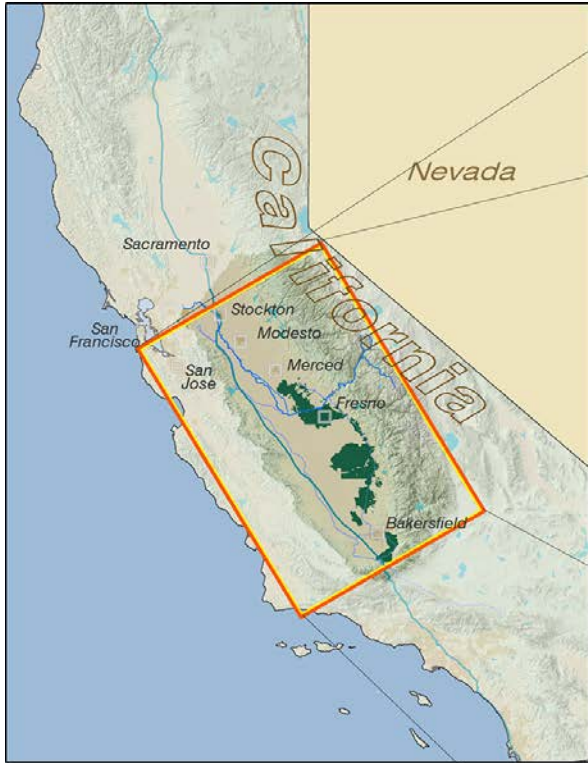 California
Nevada
Sacramento
Stockton
San
Francisco
Modesto
San
Jose
Merced
Fresno
Bakersfield